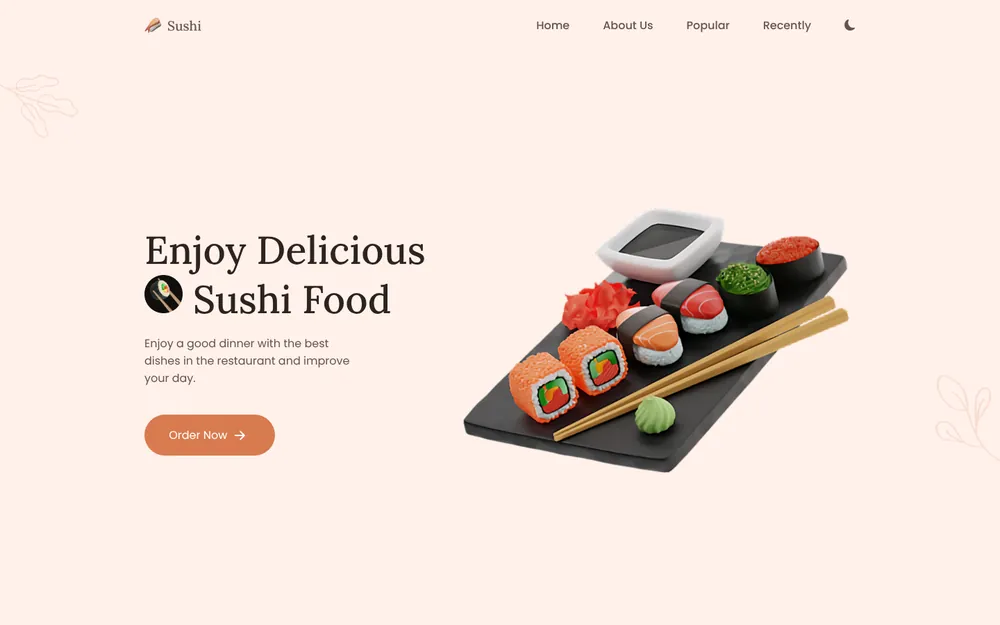 Sushi
Home
About Us
Popular
Recently
Enjoy Delicious
Sushi Food
Enjoy a good dinner with the best
dishes in the restaurant and improve
your day.
Order Now